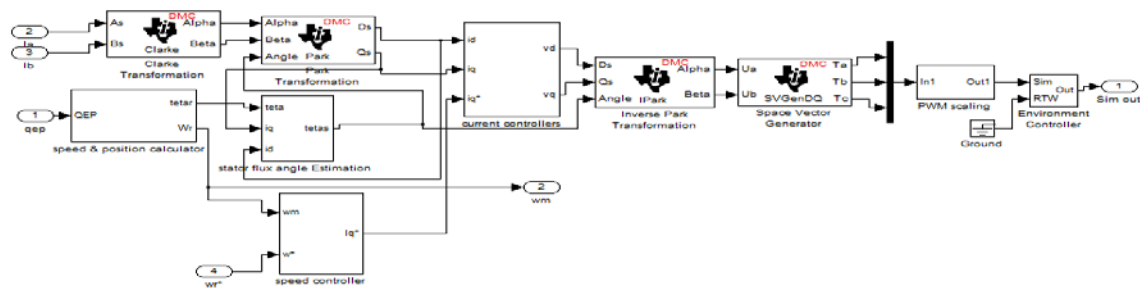 2
Ia
3
Ib
As
Bs
DMC
Alpha
Beta
Clarke
Clarke
Transformation
Alpha
Beta
Angle
DMC
Ds
Qs
Park
Park
Transformation
1
qep
QEP
tetar
Wr
speed & position calculator
teta
iq
id
tetas
stator flux angle Estimation
wm
w*
Iq*
speed controller
4
wr*
id
iq
iq*
vd
vq
current controllers
2
wm
Ds
Qs
Angle
DMC
Alpha
Beta
IPark
Inverse Park
Transformation
Ua
Ub
DMC
Ta
Tb
Tc
SVGenDQ
Space Vector
Generator
In1
Out1
PWM scaling
Ground
Sim
RTW
Out
Environment
Controller
1
Sim out